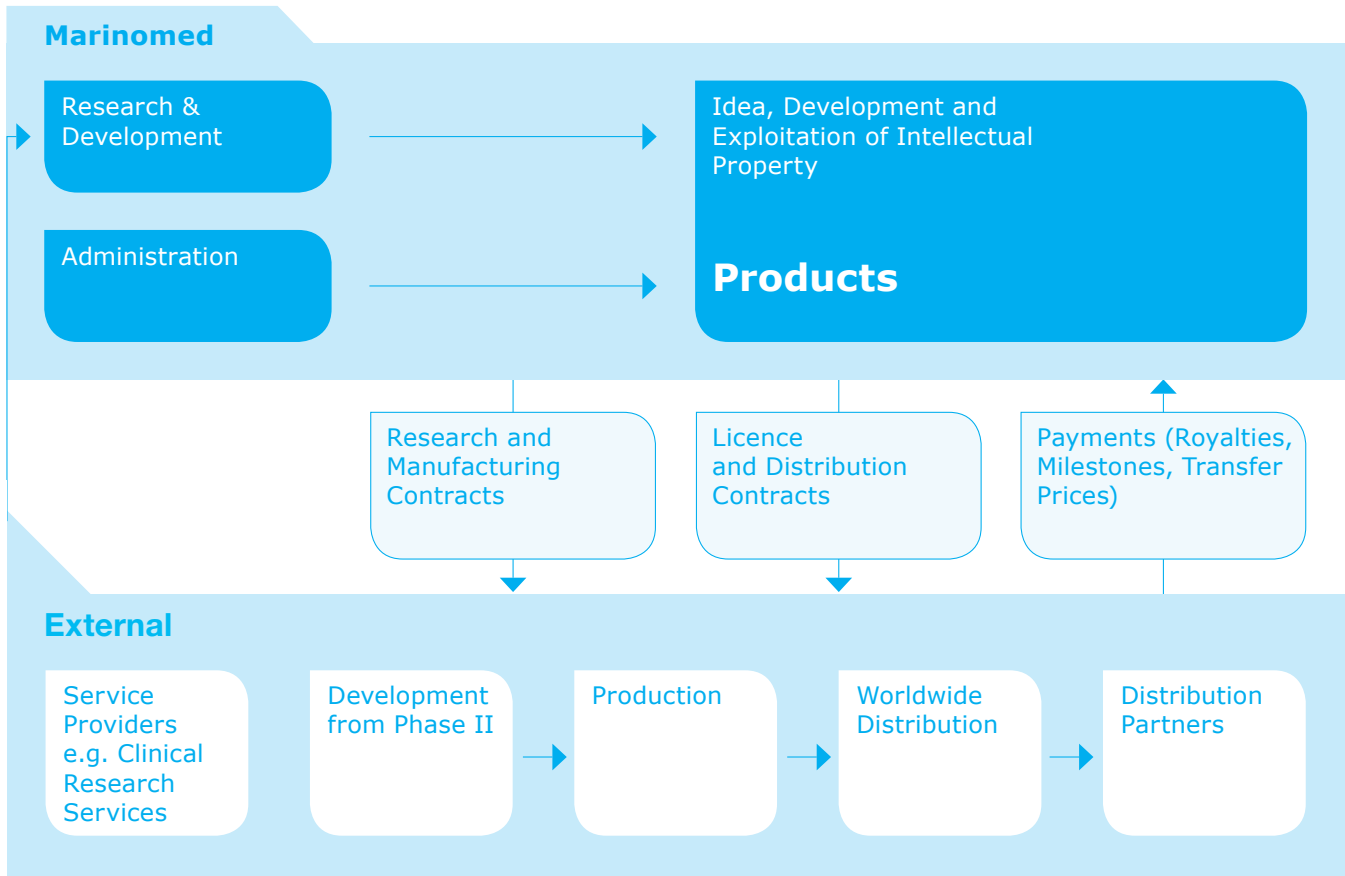 Marinomed
Research &
Development
Idea, Development and
Exploitation of Intellectual
Property
Administration
Products
Research and
Manufacturing
Contracts
Licence
and Distribution
Contracts
Payments (Royalties,
Milestones, Transfer
Prices)
External
Service
Providers
e.g. Clinical
Research
Services
Development
from Phase II
Production
Worldwide
Distribution
Distribution
Partners